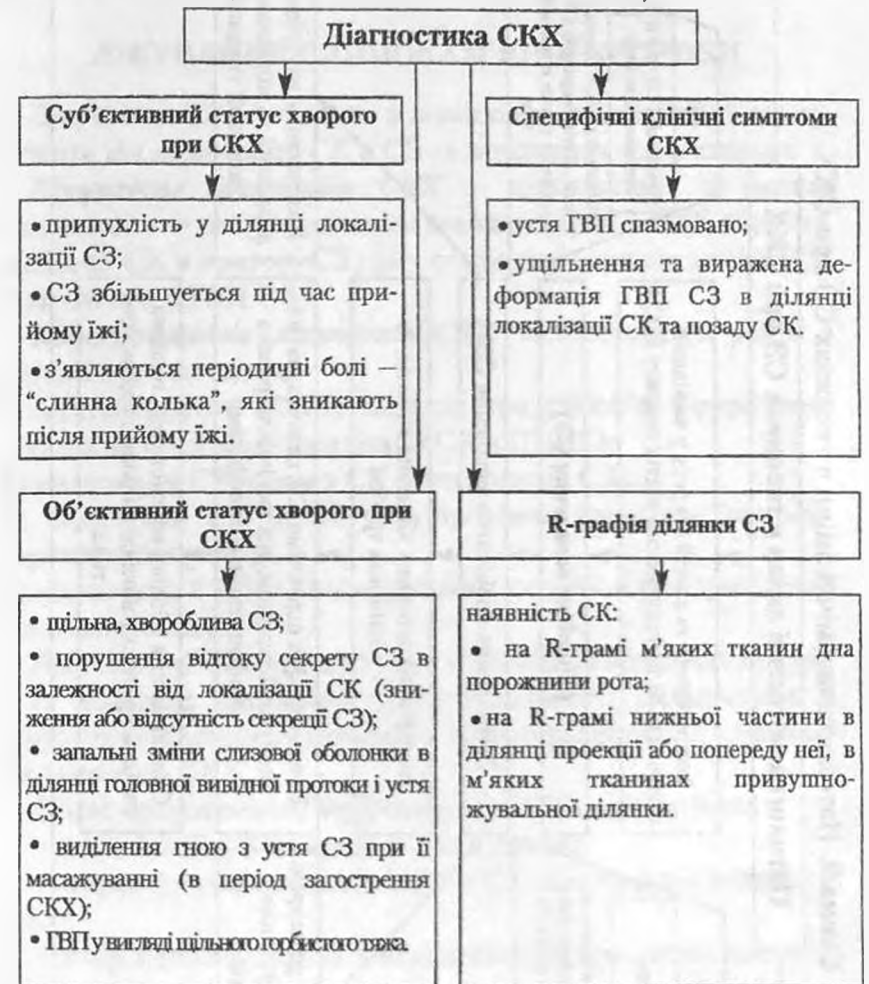 Діагностика СКХ
Суб’єктивний статус хворого
при СКХ
Специфічні клінічні симптоми
СКХ
• припухлість у ділянці локалі-
зації СЗ;
• СЗ збільшується під час при-
йому їжі;
• з’являються періодичні болі –
“слинна колька”, які зникають
після прийому їжі.
• устя ГВП спазмовано;
• ущільнення та виражена де-
формація ГВП СЗ в ділянці
локалізації СК та позаду СК.
Об’єктивний статус хворого при
СКХ
R-графія ділянки СЗ
• щільна, хвороблива СЗ;
• порушення відтоку секрету СЗ в
залежності від локалізації СК (зни-
ження або відсутність секреції СЗ);
• запальні зміни слизової оболонки в
ділянці головної вивідної протоки і устя
СЗ;
• виділення гною з устя СЗ при її
масажуванні (в період загострення
СКХ);
• ГВП у вигляді щільного горбистого тяжа.
наявність СК:
• на R-грамі м’яких тканин дна
порожнини рота;
• на R-грамі нижньої частини в
ділянці проекції або попереду неї, в
м’яких тканинах привушно-
жувальної ділянки.